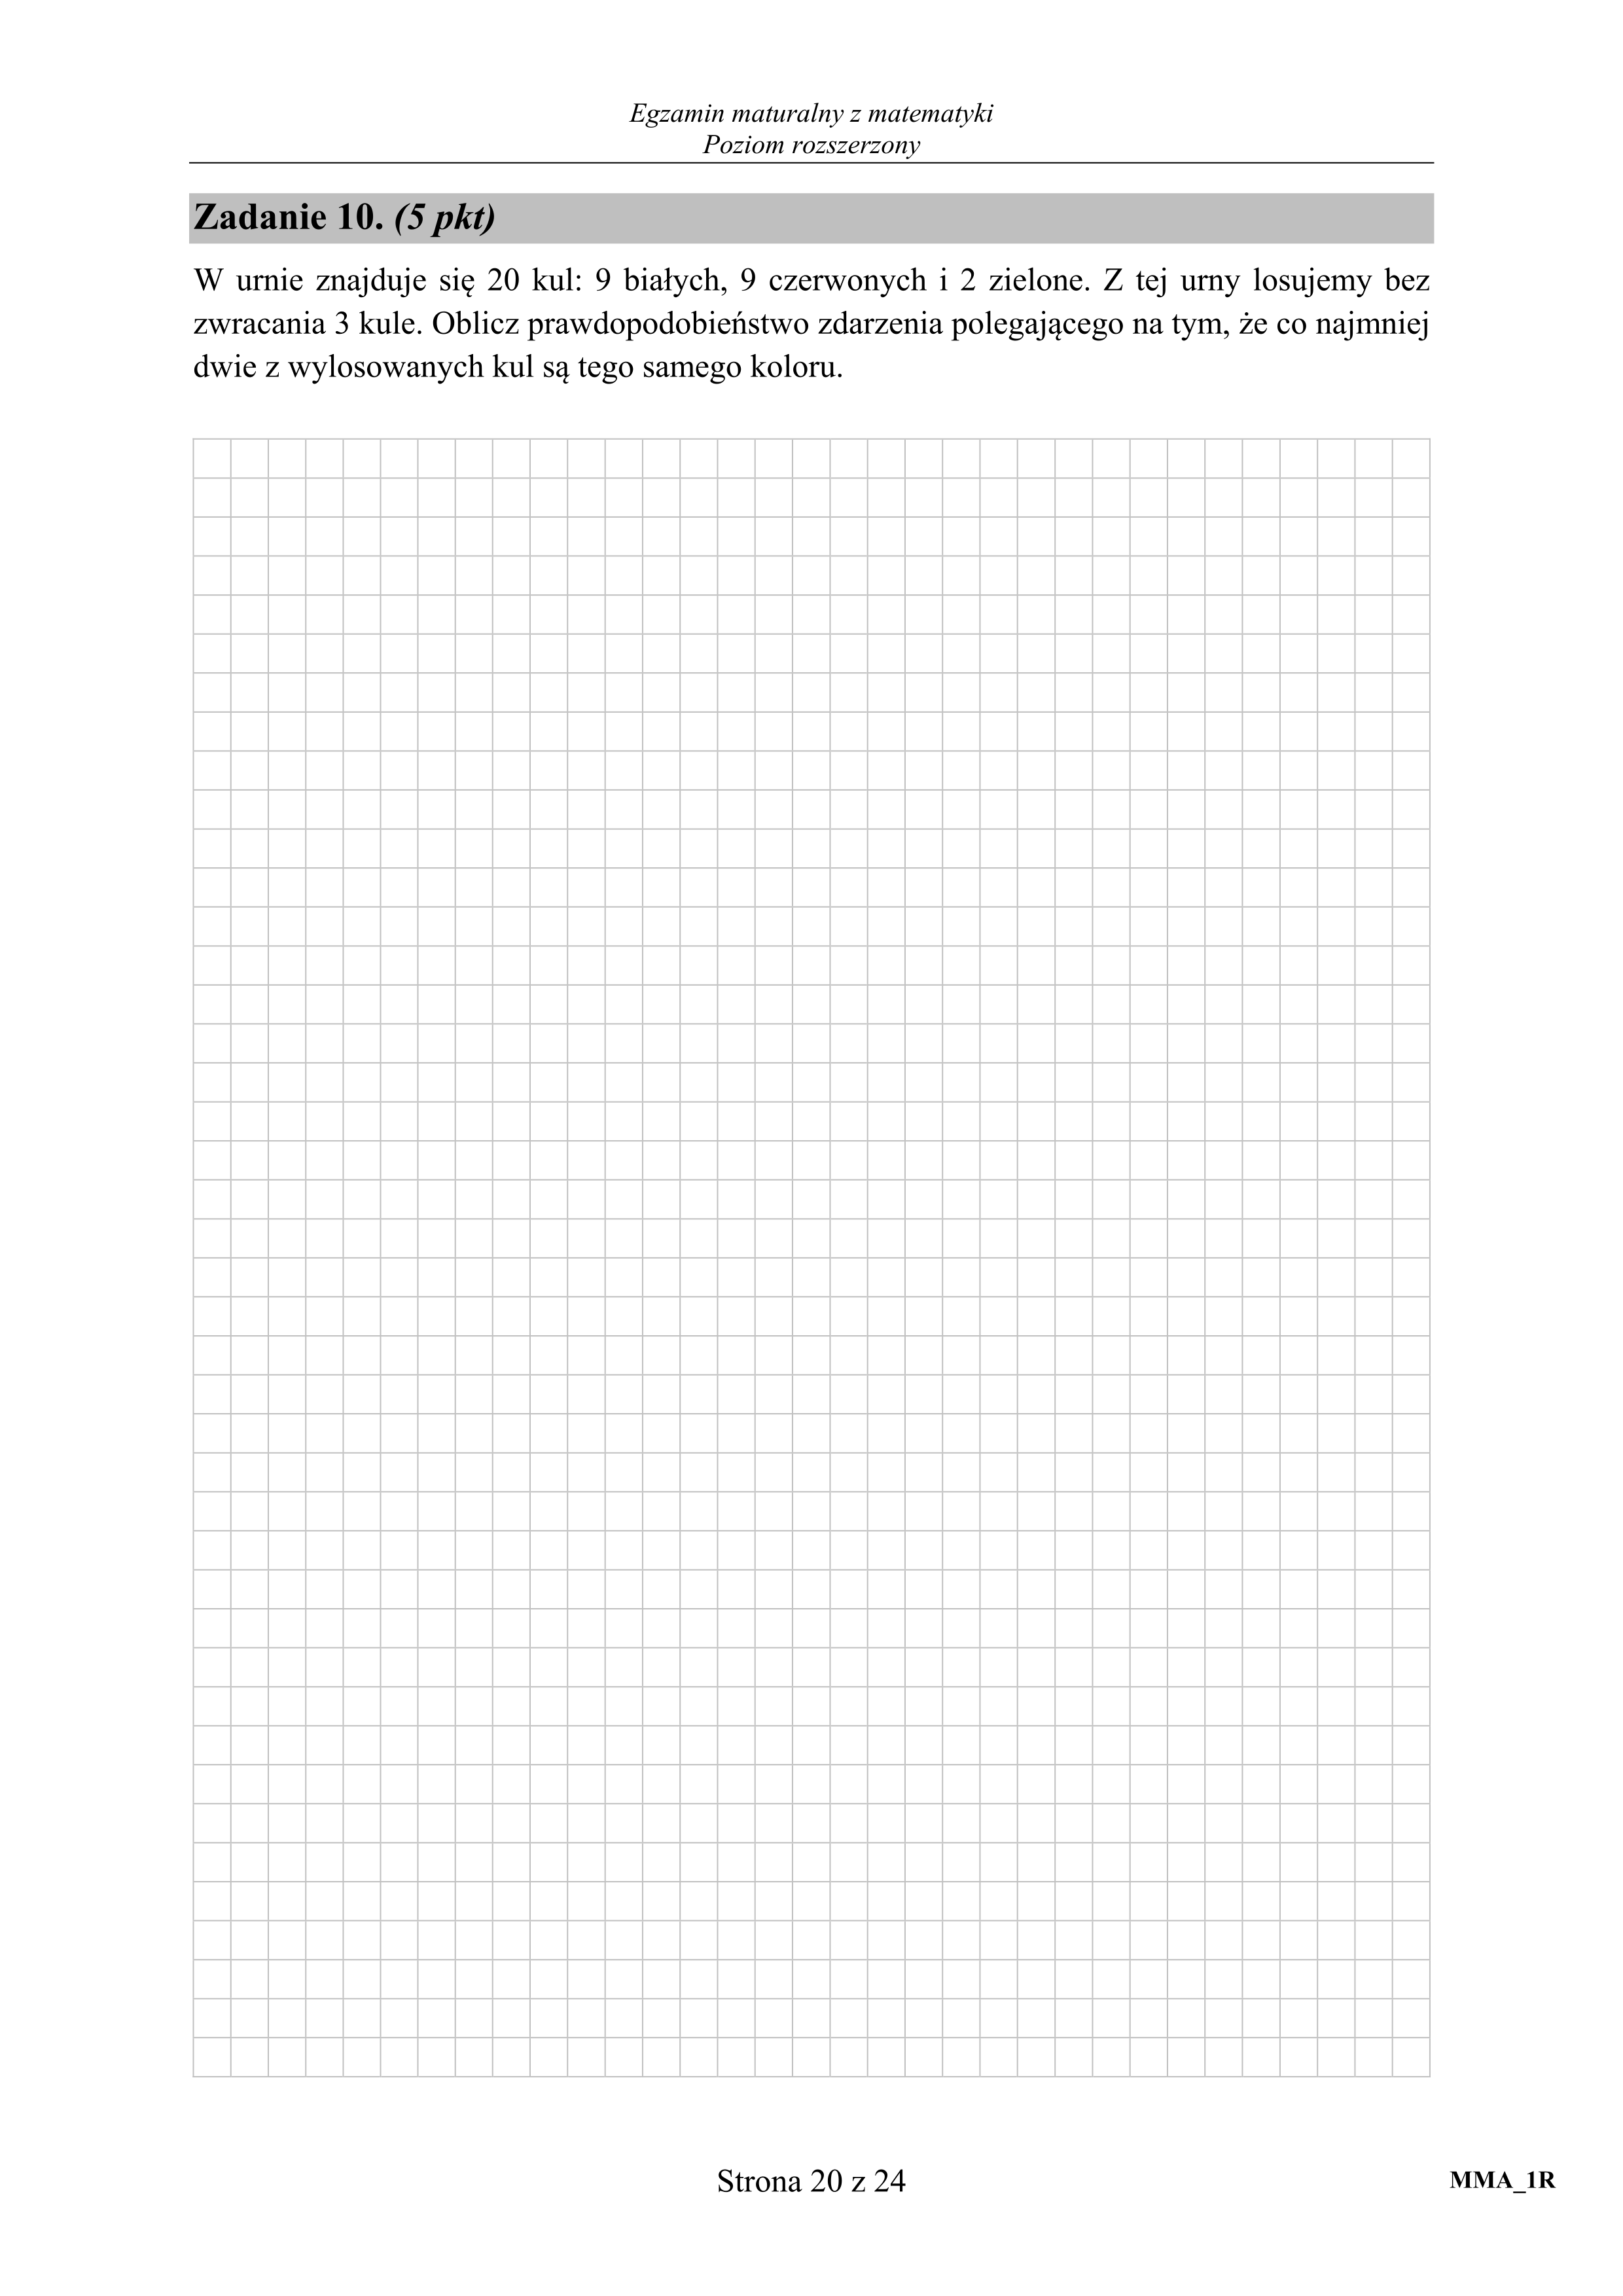 Egzamin maturalny z matematyki
Poziom rozszerzony
Zadanie 10. (5 pkt)
W urnie znajduje się 20 kul: 9 białych, 9 czerwonych i 2 zielone. Z tej urny losujemy bez
zwracania 3 kule. Oblicz prawdopodobieństwo zdarzenia polegającego na tym, że co najmniej
dwie z wylosowanych kul są tego samego koloru.
Strona 20 z 24
MMA_1R